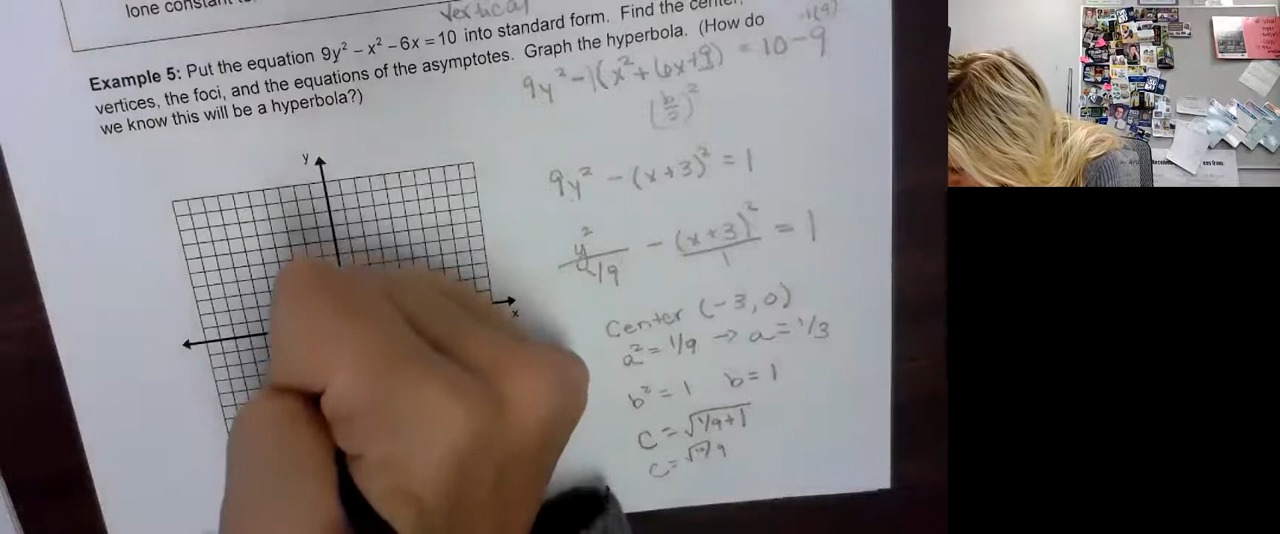 lone constant
vertical
Example 5: Put the equation 9y² – x² – 6x = 10 into standard form. Find the center,
vertices, the foci, and the equations of the asymptotes. Graph the hyperbola. (How do
we know this will be a hyperbola?)
-1(9)
9y² - 1(x² + 6x + 9) = 10 - 9
(b/2)²
9y² - (x+3)² = 1
y²/1/9 - (x+3)²/1 = 1
y
x
Center (-3, 0)
a² = 1/9 → a = 1/3
b² = 1 b = 1
c = √1/9+1
c = √10/9